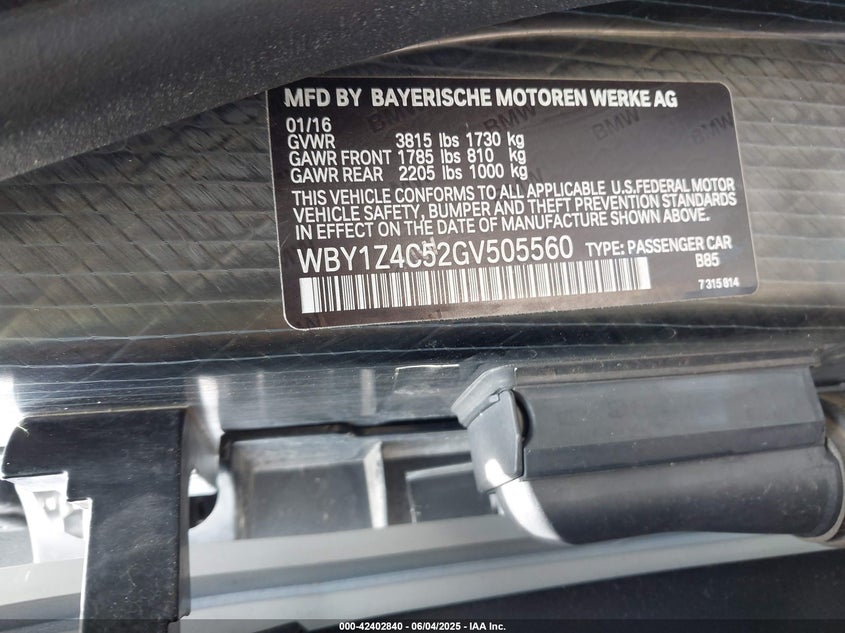 MFD BY BAYERISCHE MOTOREN WERKE AG
01/16
GVWR 3815 lbs 1730 kg
GAWR FRONT 1785 lbs 810 kg
GAWR REAR 2205 lbs 1000 kg
THIS VEHICLE CONFORMS TO ALL APPLICABLE U.S.FEDERAL MOTOR
VEHICLE SAFETY, BUMPER AND THEFT PREVENTION STANDARDS
IN EFFECT ON THE DATE OF MANUFACTURE SHOWN ABOVE.
WBY1Z4C52GV505560 TYPE: PASSENGER CAR
B85
7 315 814
BMW
000-42402840 - 06/04/2025 - IAA Inc.